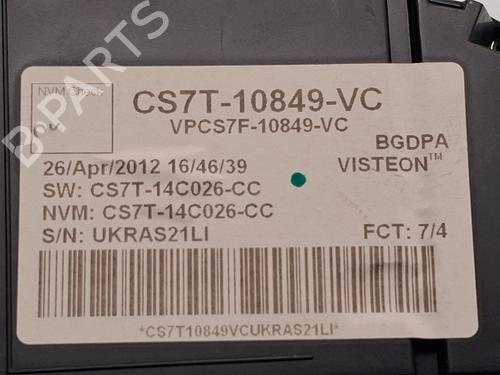 B-PARTS
NVM Check
CS7T-10849-VC
VPCS7F-10849-VC
BGDPA
26/Apr/2012 16/46/39
VISTEON™
SW: CS7T-14C026-CC
NVM: CS7T-14C026-CC
S/N: UKRAS21LI
FCT: 7/4
*CS7T10849VCUKRAS21LI*